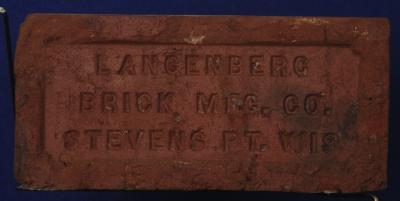 LANGENBERG
BRICK MFG. CO.
STEVENS PT. WIS